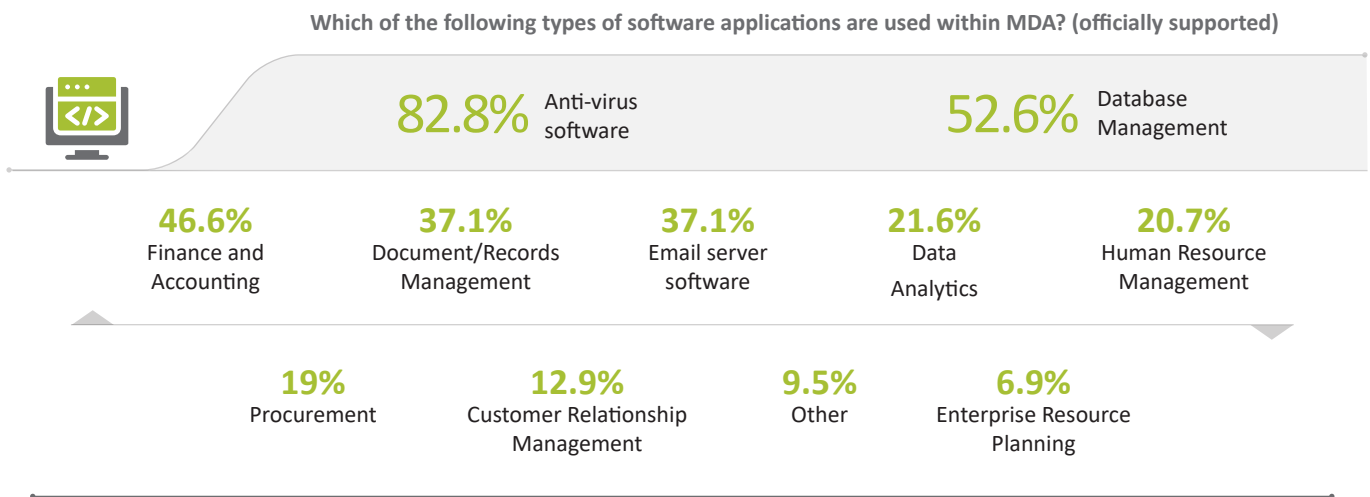 Which of the following types of software applications are used within MDA? (officially supported)
</>
82.8% Anti-virus
software
52.6% Database
Management
46.6%
Finance and
Accounting
37.1%
Document/Records
Management
37.1%
Email server
software
21.6%
Data
Analytics
20.7%
Human Resource
Management
19%
Procurement
12.9%
Customer Relationship
Management
9.5%
Other
6.9%
Enterprise Resource
Planning